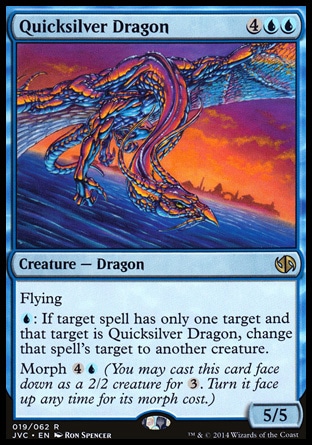 Quicksilver Dragon 4
Creature — Dragon
Flying
: If target spell has only one target and
that target is Quicksilver Dragon, change
that spell's target to another creature.
Morph 4 (You may cast this card
face down as a 2/2 creature for 3. Turn it face
up any time for its morph cost.)
5/5
019/062 R
JVC • EN Ron Spencer
™ & © 2014 Wizards of the Coast